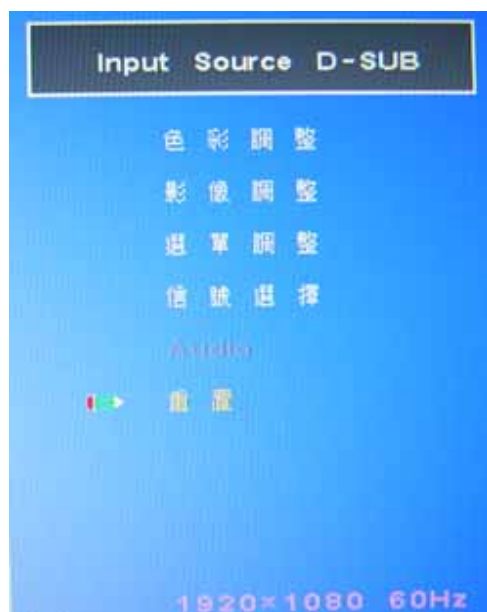 Input Source D-SUB
色彩調整
影像調整
選單調整
信號選擇
Audio
重置
1920×1080 60Hz